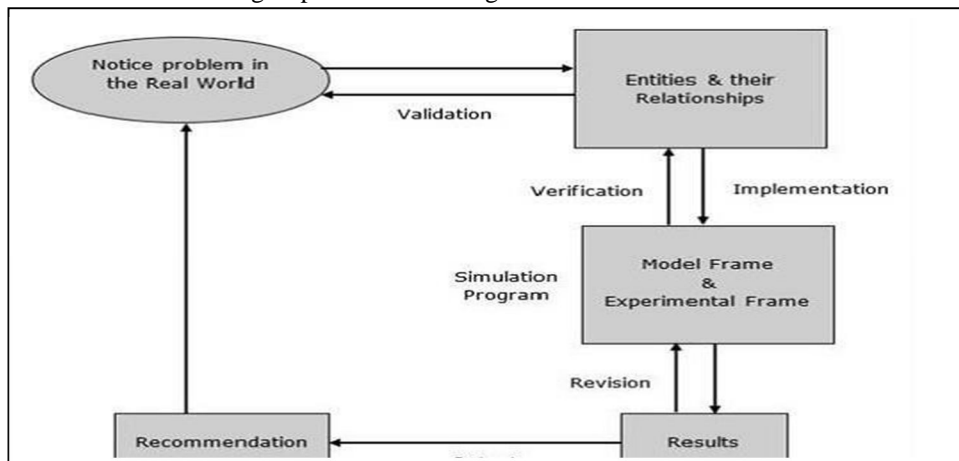 Notice problem in
the Real World
Entities & their
Relationships
Validation
Verification
Implementation
Simulation
Program
Model Frame
&
Experimental Frame
Revision
Recommendation
Results